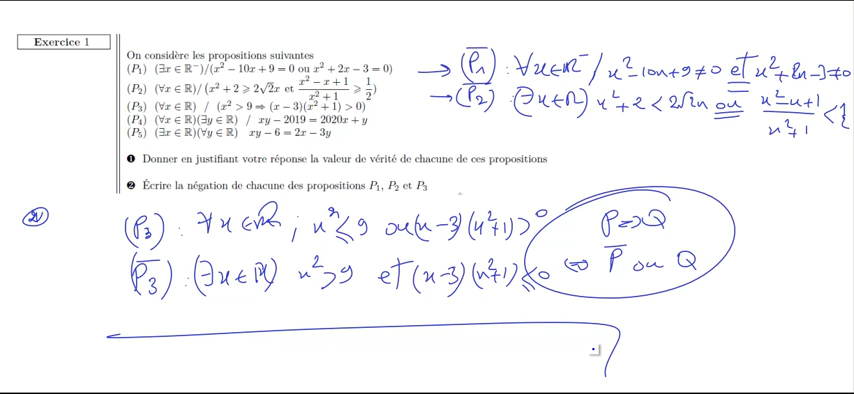 Exercice 1
On considère les propositions suivantes
(P₁) (∃x ∈ ℝ⁻)/(x² − 10x + 9 = 0 ou x² + 2x − 3 = 0)
(P₂) (∀x ∈ ℝ)/(x² + 2 ⩾ 2√2x et (x² − x + 1)/(x² + 1) ⩾ 1/2)
(P₃) (∀x ∈ ℝ) / (x² > 9 ⇒ (x − 3)(x² + 1) > 0)
(P₄) (∀x ∈ ℝ)(∃y ∈ ℝ) / xy − 2019 = 2020x + y
(P₅) (∃x ∈ ℝ)(∀y ∈ ℝ) xy − 6 = 2x − 3y
❶ Donner en justifiant votre réponse la valeur de vérité de chacune de ces propositions
❷ Écrire la négation de chacune des propositions P₁, P₂ et P₃
→ (P̅₁) : ∀x ∈ ℝ⁻ / x² − 10x + 9 ≠ 0 et x² + 2x − 3 ≠ 0
→ (P̅₂) : (∃x ∈ ℝ) x² + 2 < 2√2x ou (x² − x + 1)/(x² + 1) < 1/2
2)
(P₃) : ∀x ∈ ℝ ; x² ≤ 9 ou (x − 3)(x² + 1) > 0
(P̅₃) : (∃x ∈ ℝ) x² > 9 et (x − 3)(x² + 1) ≤ 0
P ⇒ Q
⇔ P̅ ou Q